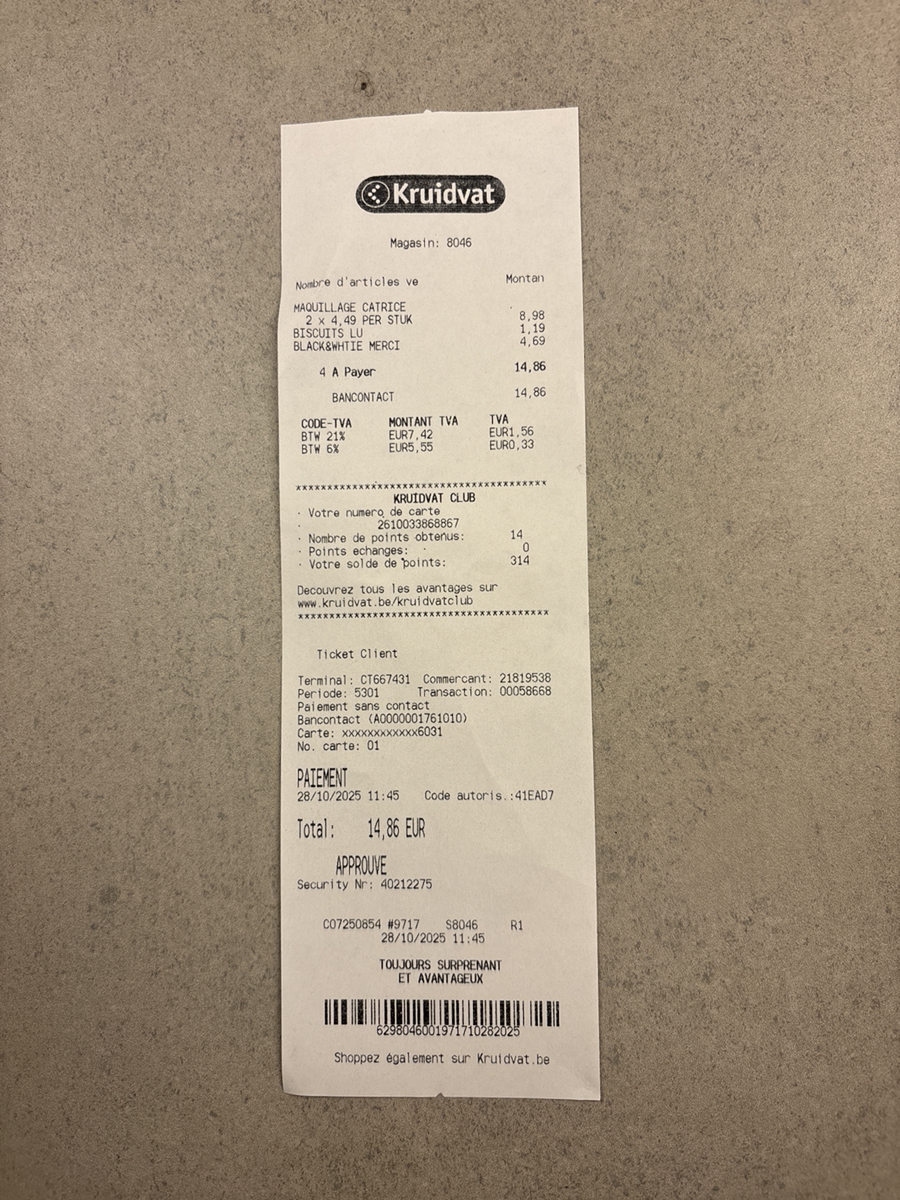 Kruidvat
Magasin: 8046
Nombre d'articles ve Montan
MAQUILLAGE CATRICE
2 x 4,49 PER STUK 8,98
BISCUITS LU 1,19
BLACK&WHTIE MERCI 4,69
4 A Payer 14,86
BANCONTACT 14,86
CODE-TVA MONTANT TVA TVA
BTW 21% EUR7,42 EUR1,56
BTW 6% EUR5,55 EUR0,33
****************************************
KRUIDVAT CLUB
· Votre numero de carte
· 2610033868867
· Nombre de points obtenus: 14
· Points echanges: 0
· Votre solde de points: 314
Decouvrez tous les avantages sur
www.kruidvat.be/kruidvatclub
****************************************
Ticket Client
Terminal: CT667431 Commercant: 21819538
Periode: 5301 Transaction: 00058668
Paiement sans contact
Bancontact (A0000001761010)
Carte: xxxxxxxxxxxx6031
No. carte: 01
PAIEMENT
28/10/2025 11:45 Code autoris.:41EAD7
Total: 14,86 EUR
APPROUVE
Security Nr: 40212275
C07250854 #9717 S8046 R1
28/10/2025 11:45
TOUJOURS SURPRENANT
ET AVANTAGEUX
6298046001971710282025
Shoppez également sur Kruidvat.be